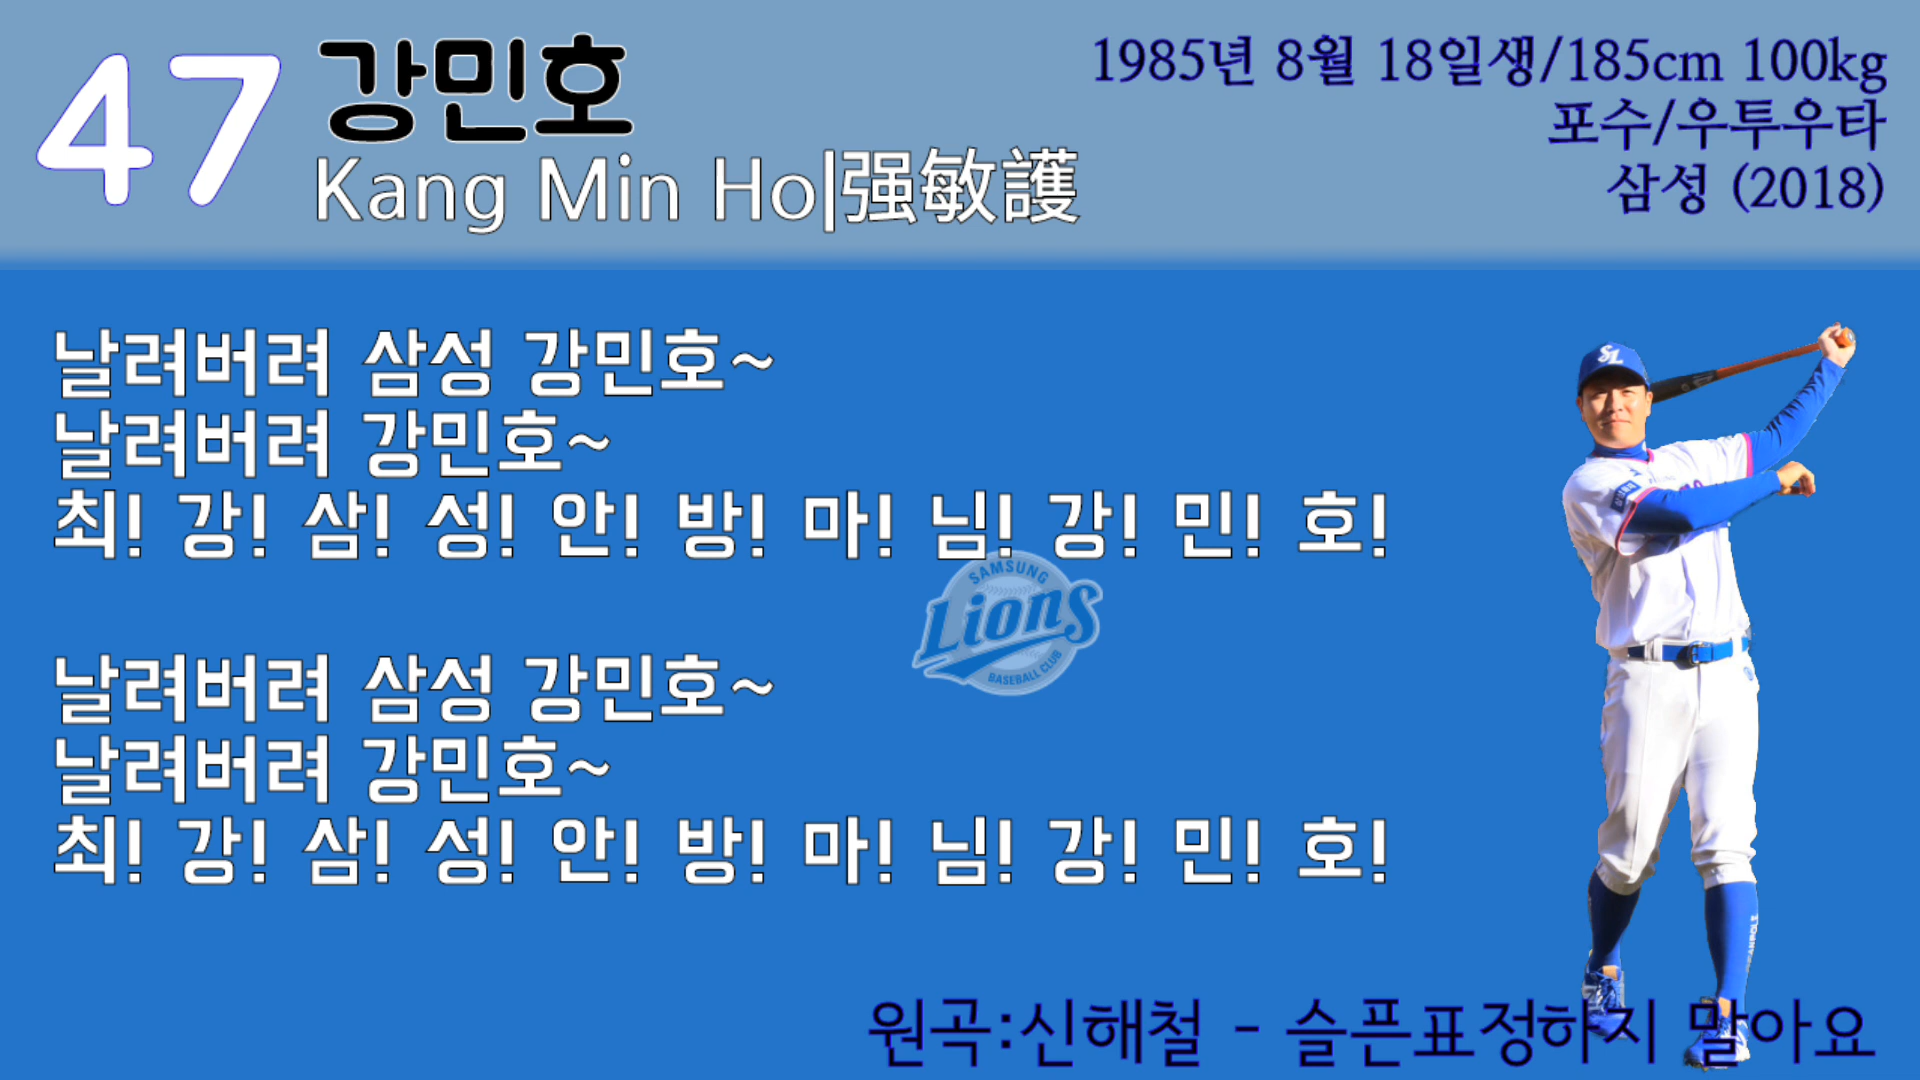 47
강민호
Kang Min Ho|强敏護
1985년 8월 18일생/185cm 100kg
포수/우투우타
삼성 (2018)
날려버려 삼성 강민호~
날려버려 강민호~
최! 강! 삼! 성! 안! 방! 마! 님! 강! 민! 호!
SAMSUNG
Lions
BASEBALL CLUB
날려버려 삼성 강민호~
날려버려 강민호~
최! 강! 삼! 성! 안! 방! 마! 님! 강! 민! 호!
SL
원곡:신해철 - 슬픈표정하지 말아요